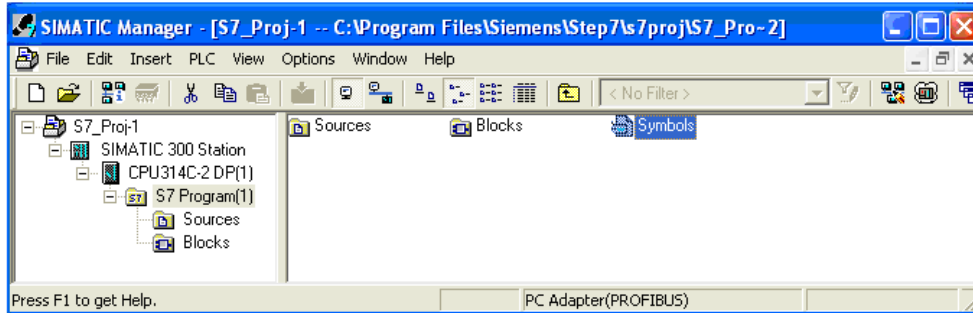 SIMATIC Manager - [S7_Proj-1 -- C:\Program Files\Siemens\Step7\s7proj\S7_Pro~2]
File Edit Insert PLC View Options Window Help
< No Filter >
S7_Proj-1
SIMATIC 300 Station
CPU314C-2 DP(1)
S7 Program(1)
Sources
Blocks
Sources Blocks Symbols
Press F1 to get Help. PC Adapter(PROFIBUS)